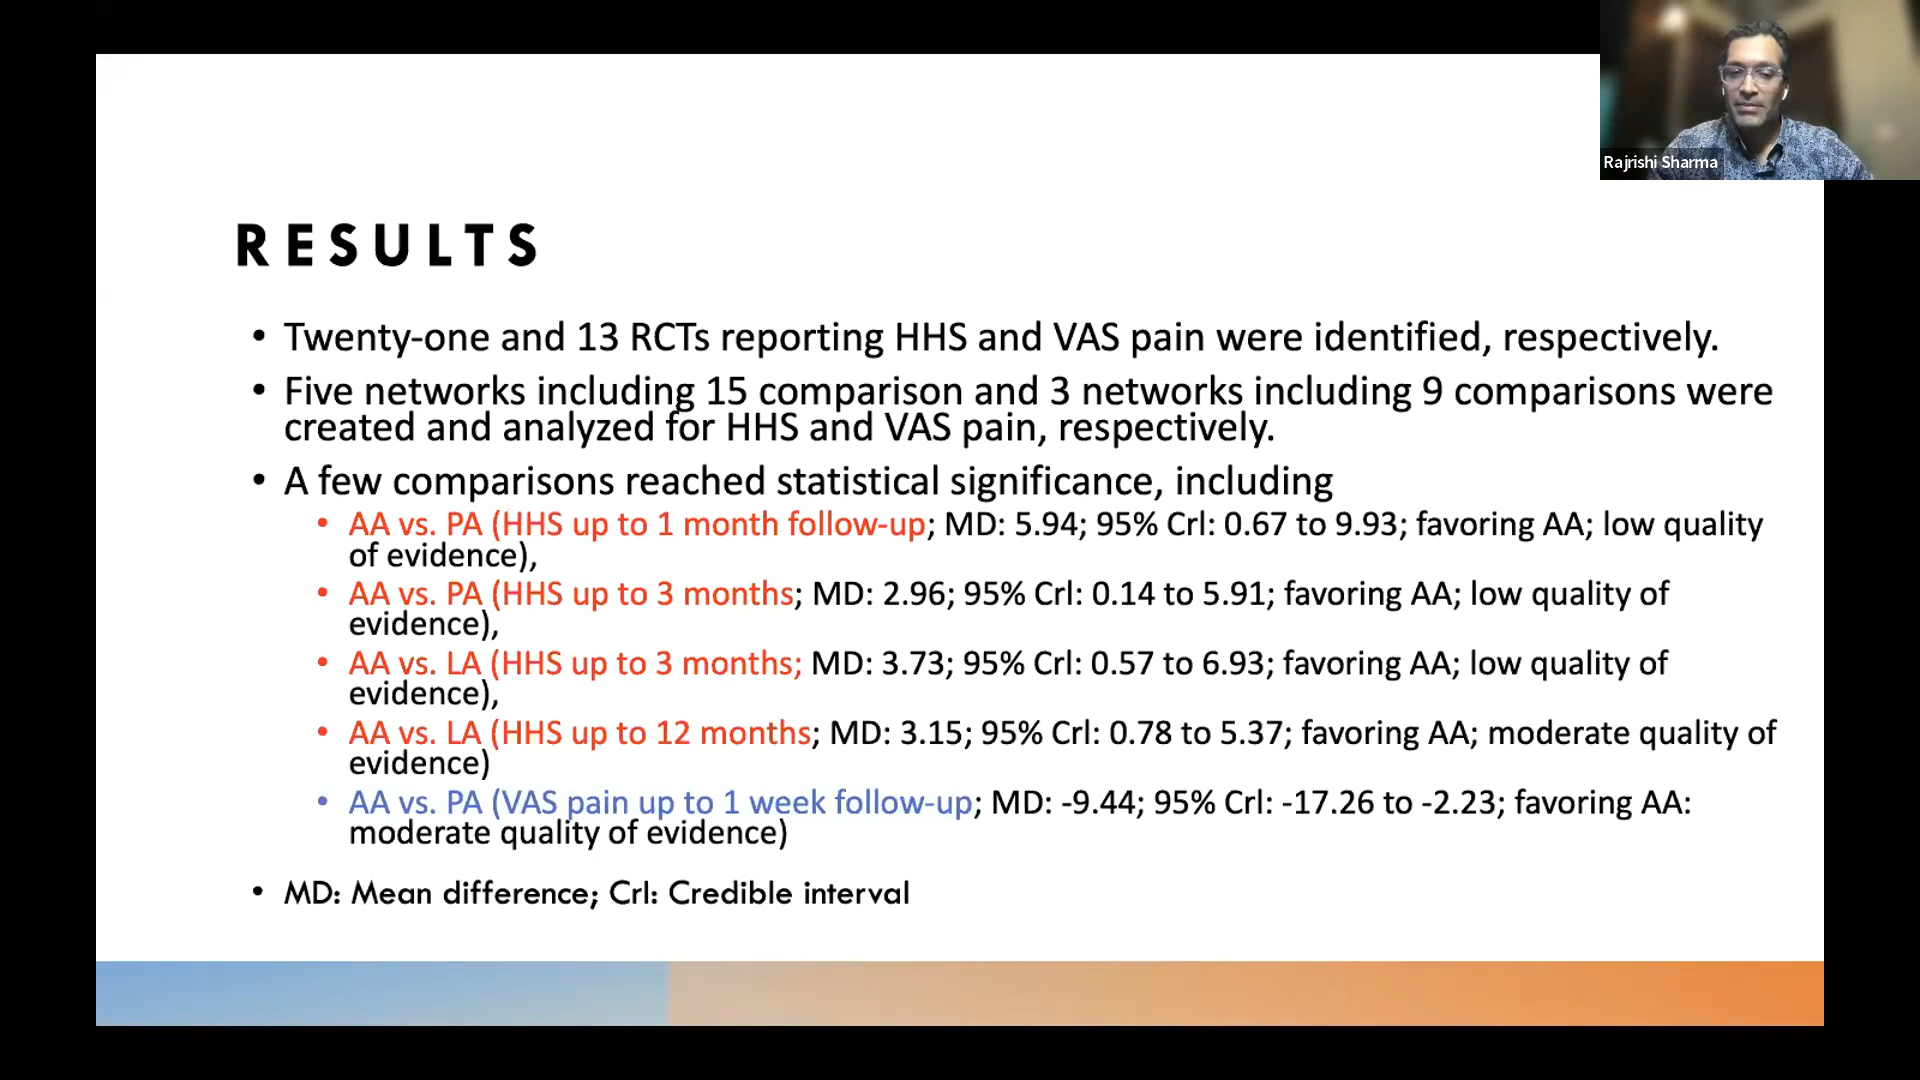 Rajrishi Sharma
RESULTS
• Twenty-one and 13 RCTs reporting HHS and VAS pain were identified, respectively.
• Five networks including 15 comparison and 3 networks including 9 comparisons were
created and analyzed for HHS and VAS pain, respectively.
• A few comparisons reached statistical significance, including
• AA vs. PA (HHS up to 1 month follow-up; MD: 5.94; 95% Crl: 0.67 to 9.93; favoring AA; low quality
of evidence),
• AA vs. PA (HHS up to 3 months; MD: 2.96; 95% Crl: 0.14 to 5.91; favoring AA; low quality of
evidence),
• AA vs. LA (HHS up to 3 months; MD: 3.73; 95% Crl: 0.57 to 6.93; favoring AA; low quality of
evidence),
• AA vs. LA (HHS up to 12 months; MD: 3.15; 95% Crl: 0.78 to 5.37; favoring AA; moderate quality of
evidence)
• AA vs. PA (VAS pain up to 1 week follow-up; MD: -9.44; 95% Crl: -17.26 to -2.23; favoring AA:
moderate quality of evidence)
• MD: Mean difference; Crl: Credible interval